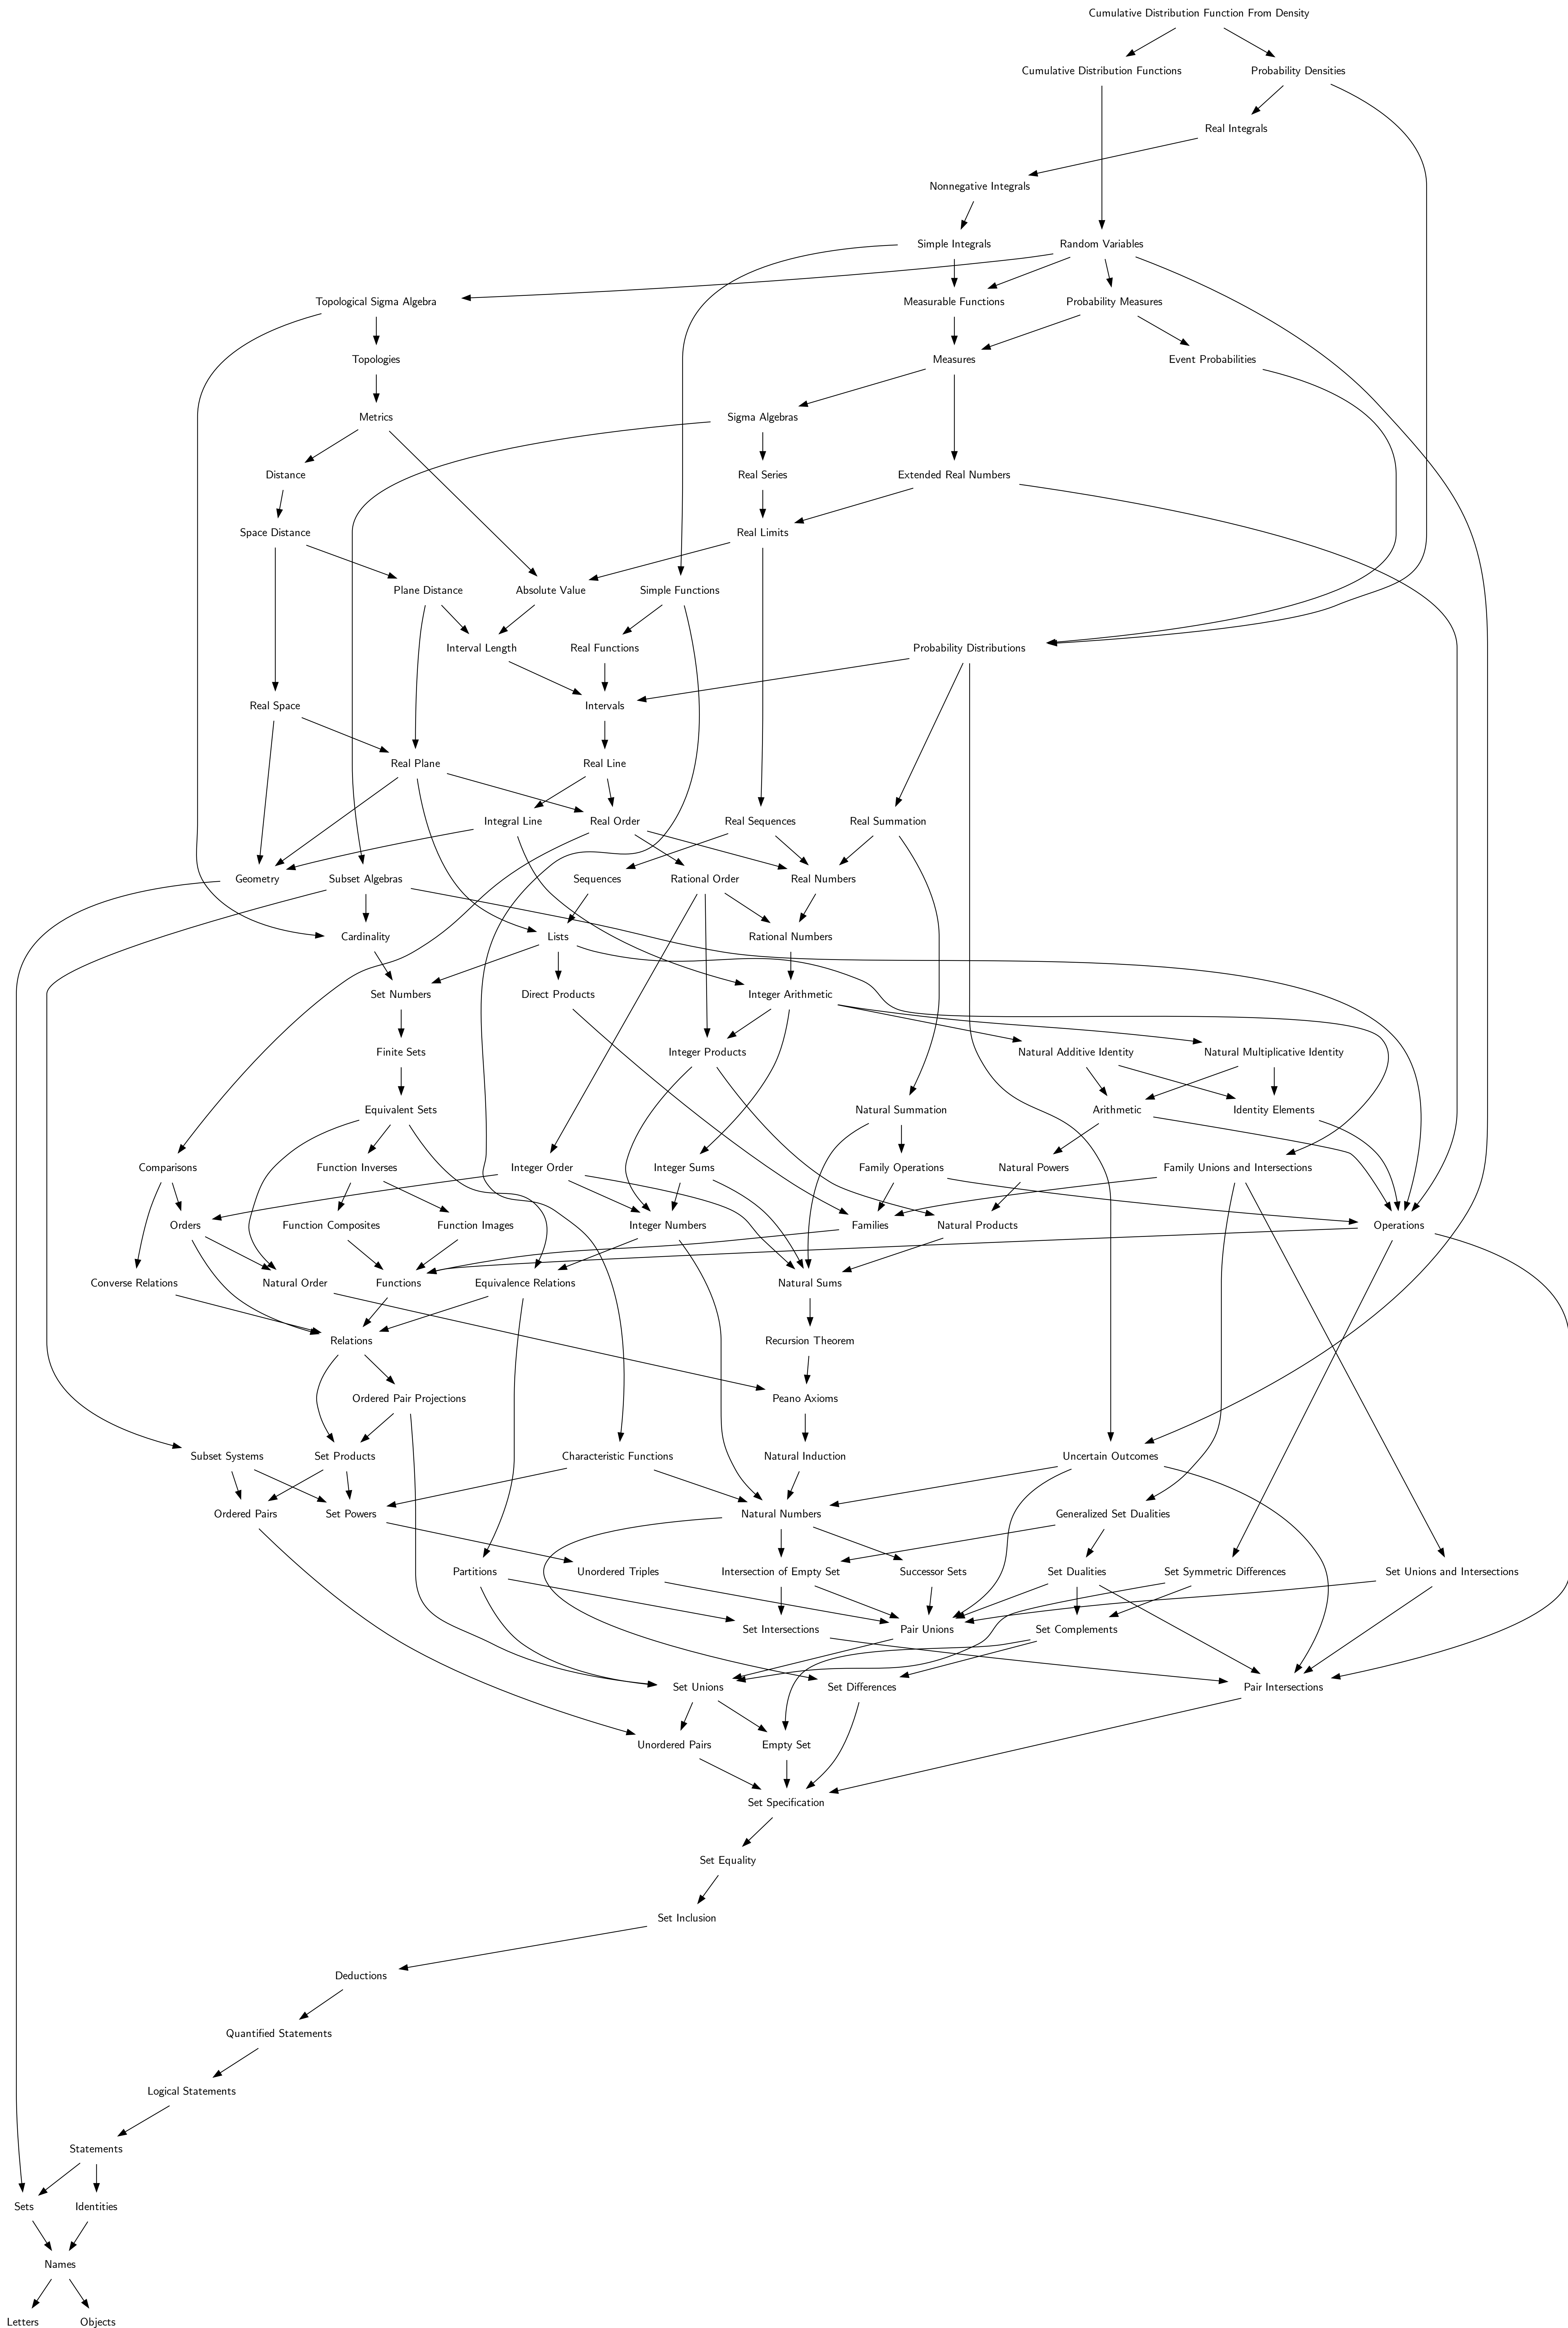 Cumulative Distribution Function From Density
Cumulative Distribution Functions
Probability Densities
Real Integrals
Nonnegative Integrals
Simple Integrals
Random Variables
Topological Sigma Algebra
Measurable Functions
Probability Measures
Topologies
Measures
Event Probabilities
Metrics
Sigma Algebras
Distance
Real Series
Extended Real Numbers
Space Distance
Real Limits
Plane Distance
Absolute Value
Simple Functions
Interval Length
Real Functions
Probability Distributions
Real Space
Intervals
Real Plane
Real Line
Integral Line
Real Order
Real Sequences
Real Summation
Geometry
Subset Algebras
Sequences
Rational Order
Real Numbers
Cardinality
Lists
Rational Numbers
Set Numbers
Direct Products
Integer Arithmetic
Finite Sets
Integer Products
Natural Additive Identity
Natural Multiplicative Identity
Equivalent Sets
Natural Summation
Arithmetic
Identity Elements
Comparisons
Function Inverses
Integer Order
Integer Sums
Family Operations
Natural Powers
Family Unions and Intersections
Orders
Function Composites
Function Images
Integer Numbers
Families
Natural Products
Operations
Converse Relations
Natural Order
Functions
Equivalence Relations
Natural Sums
Relations
Recursion Theorem
Ordered Pair Projections
Peano Axioms
Subset Systems
Set Products
Characteristic Functions
Natural Induction
Uncertain Outcomes
Ordered Pairs
Set Powers
Natural Numbers
Generalized Set Dualities
Partitions
Unordered Triples
Intersection of Empty Set
Successor Sets
Set Dualities
Set Symmetric Differences
Set Unions and Intersections
Set Intersections
Pair Unions
Set Complements
Set Unions
Set Differences
Pair Intersections
Unordered Pairs
Empty Set
Set Specification
Set Equality
Set Inclusion
Deductions
Quantified Statements
Logical Statements
Statements
Sets
Identities
Names
Letters
Objects